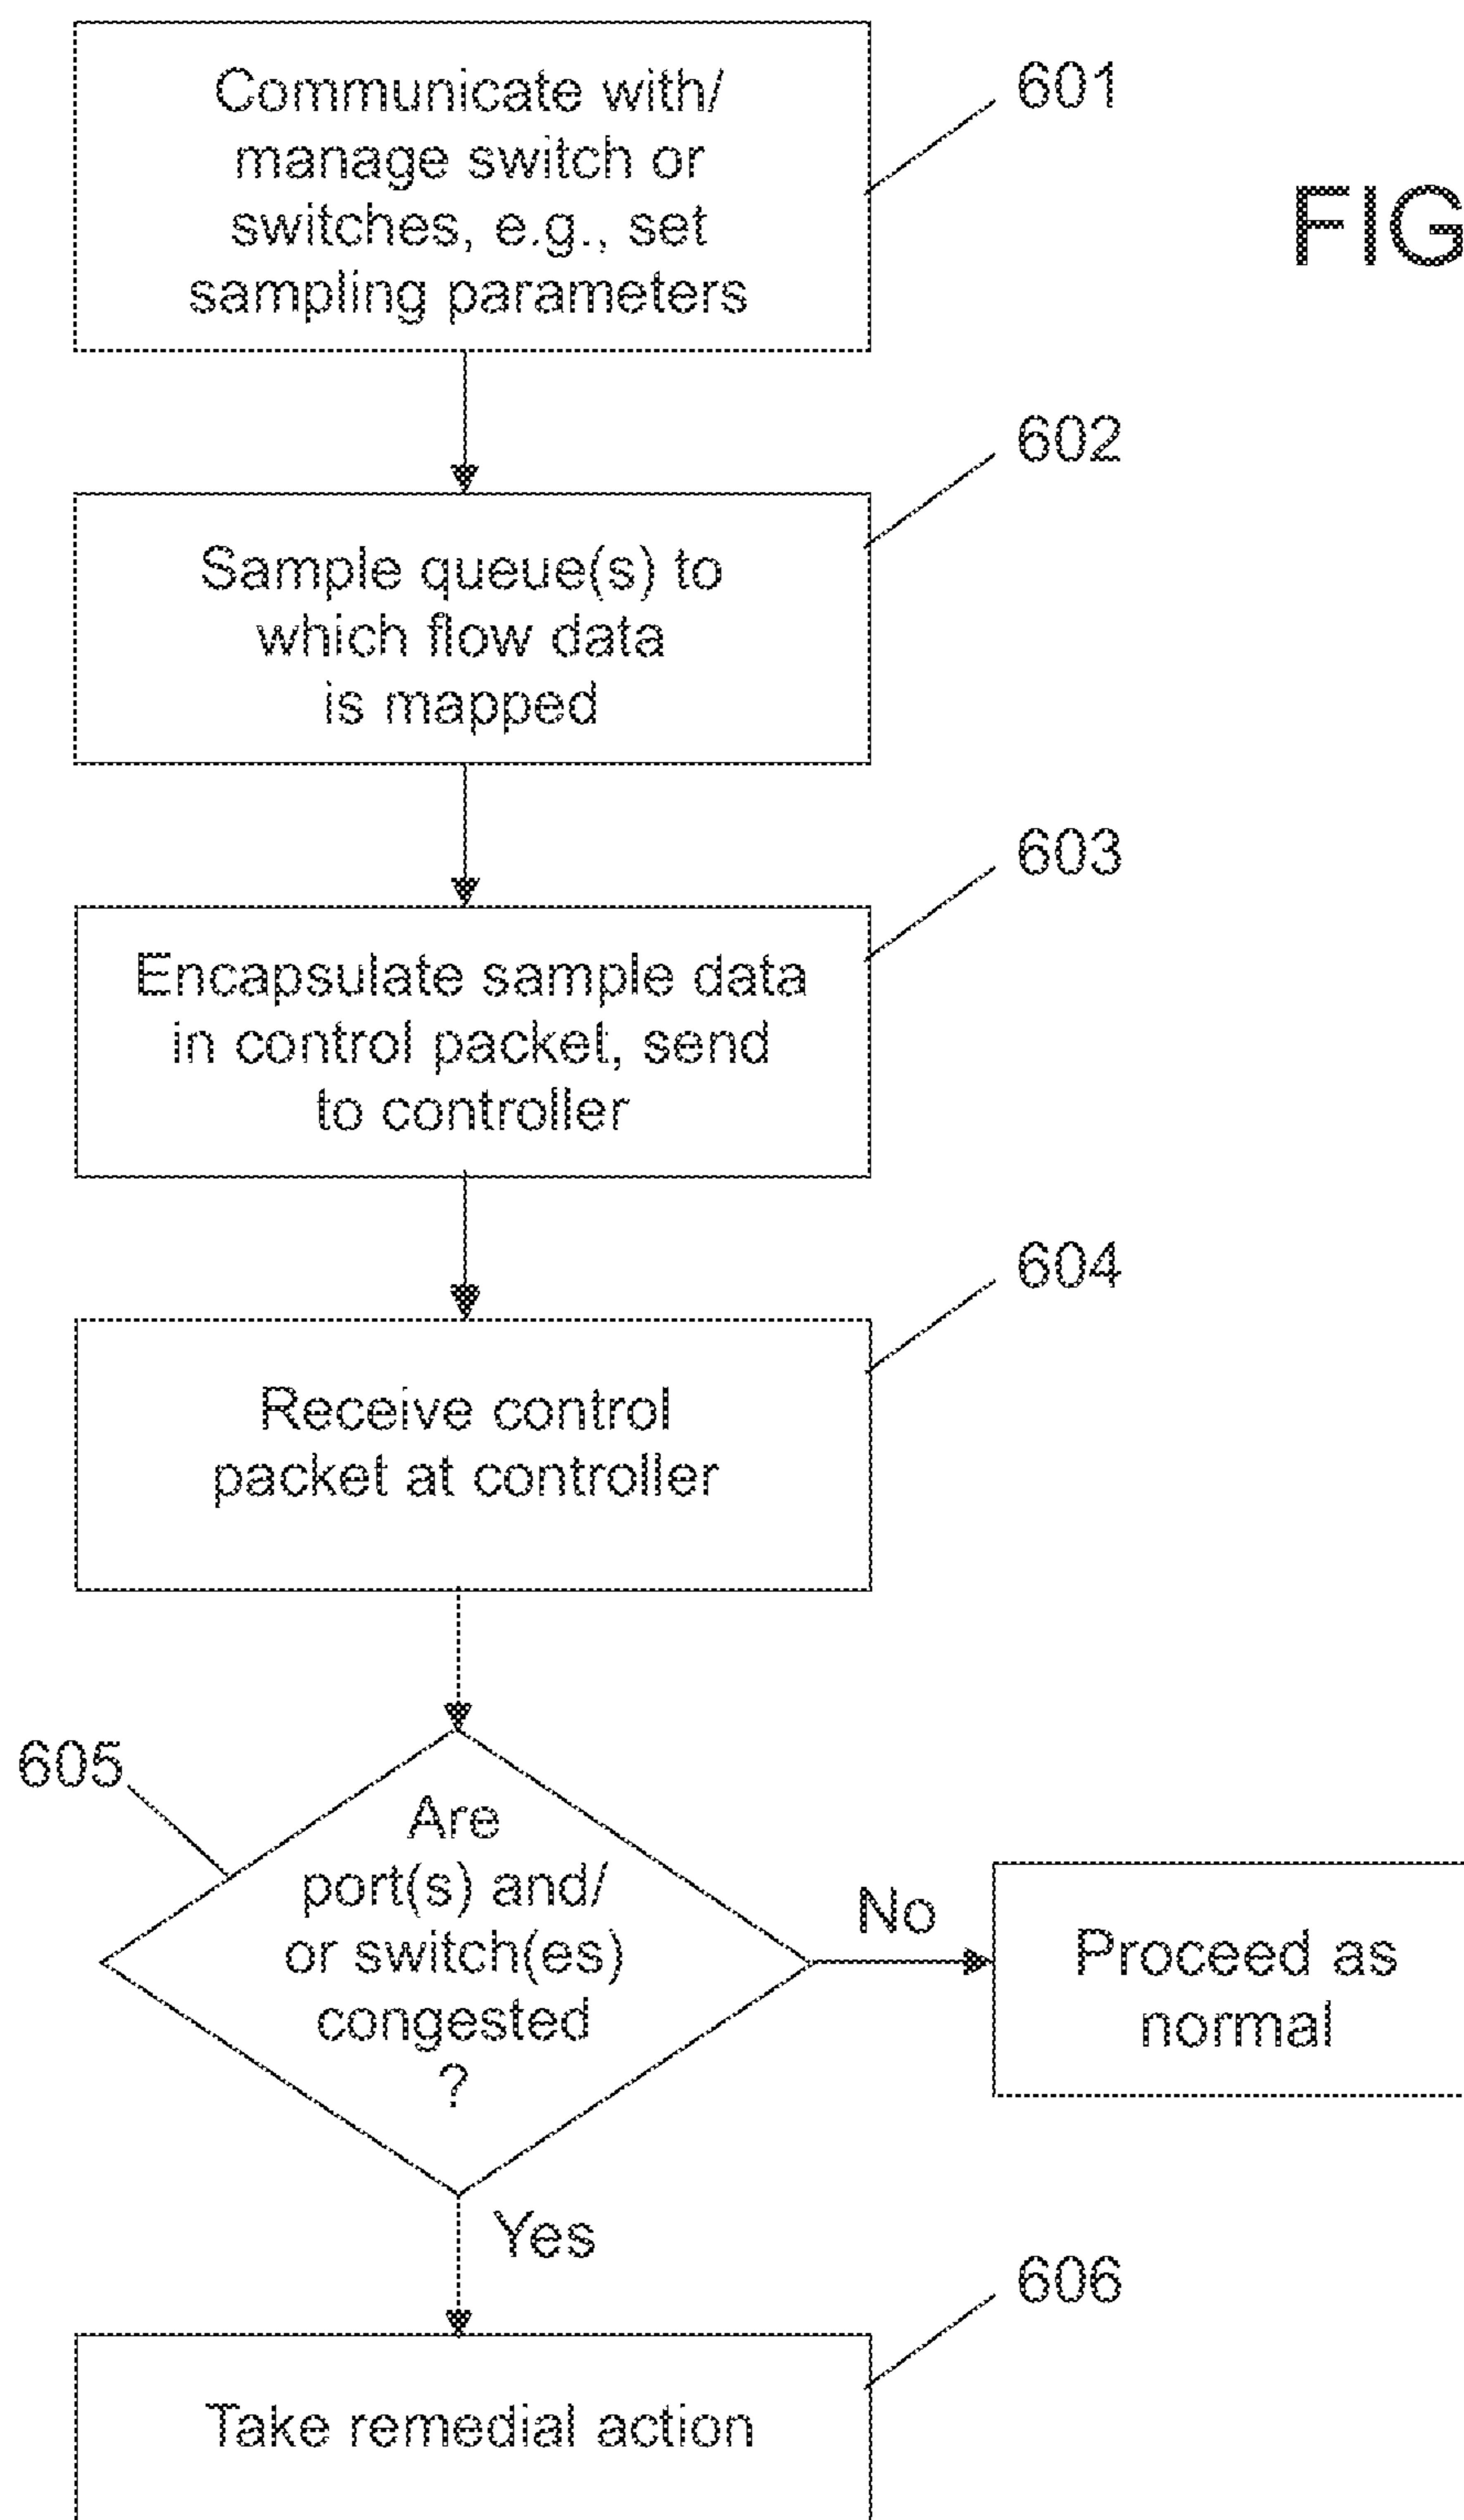 Communicate with/
manage switch or
switches, e.g., set
sampling parameters
601
FIG
Sample queue(s) to
which flow data
is mapped
602
Encapsulate sample data
in control packet, send
to controller
603
Receive control
packet at controller
604
605
Are
port(s) and/
or switch(es)
congested
?
No
Proceed as
normal
Yes
606
Take remedial action